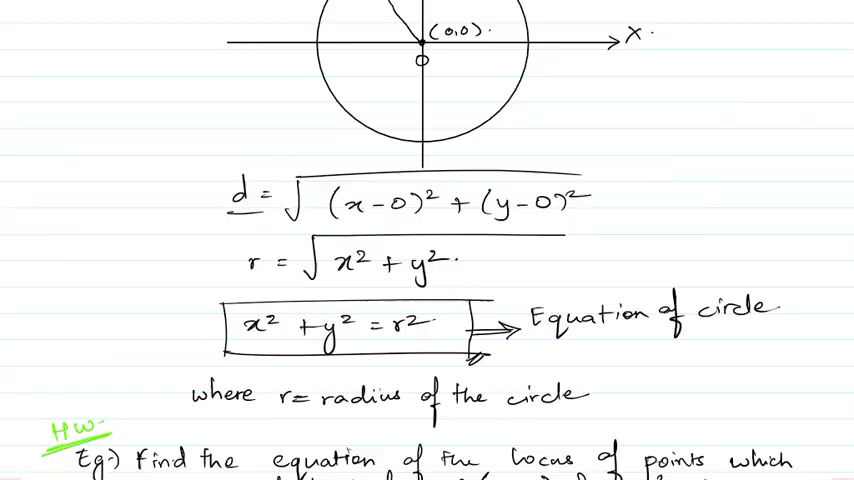 (0,0).
X.
O
d = √(x-0)² + (y-0)²
r = √x² + y².
x² + y² = r². ⇒ Equation of circle
where r= radius of the circle
HW-
Eg:) Find the equation of the locus of points which